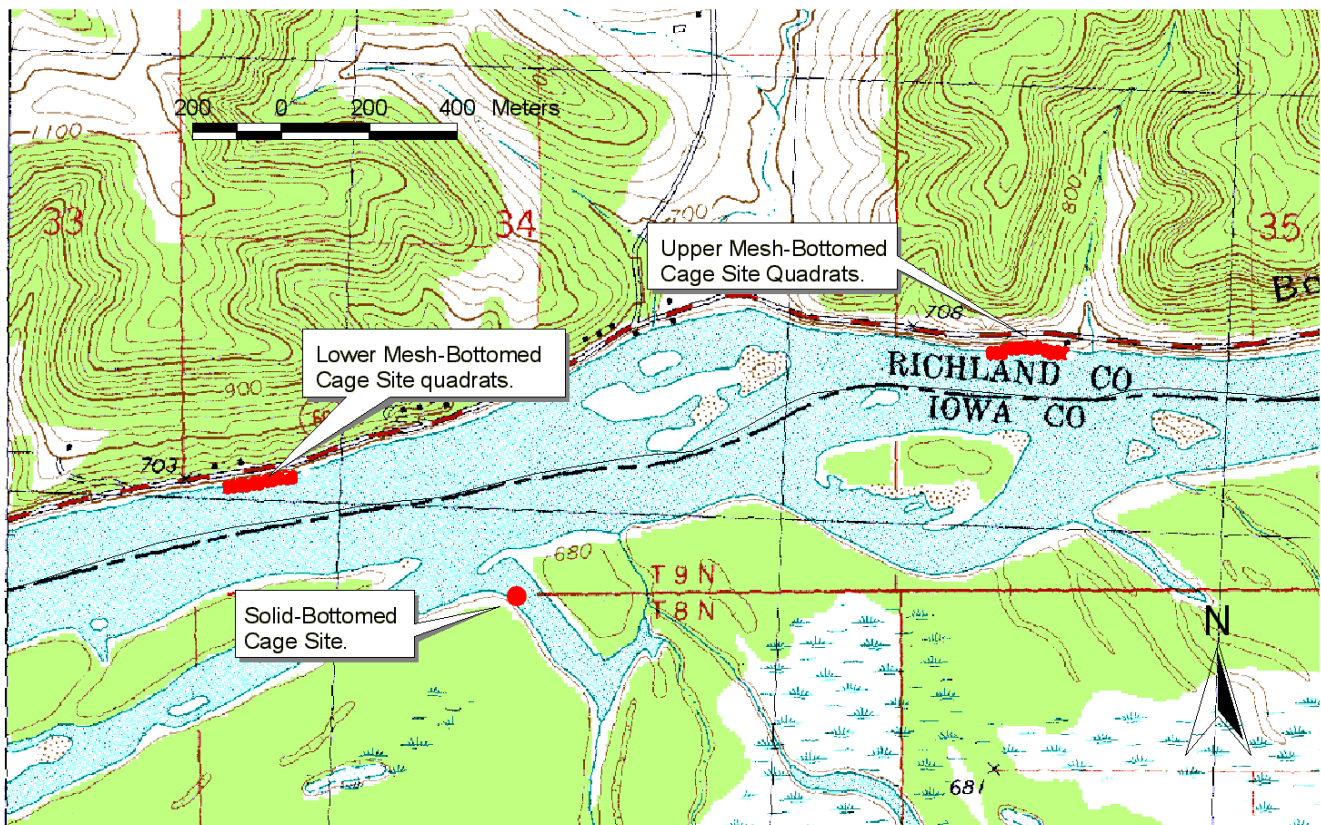 200 0 200 400 Meters
1100
33
34
700
35
Upper Mesh-Bottomed
Cage Site Quadrats.
800
708
Lower Mesh-Bottomed
Cage Site quadrats.
900
RICHLAND CO
IOWA CO
703
680
T 9 N
T 8 N
Solid-Bottomed
Cage Site.
N
681